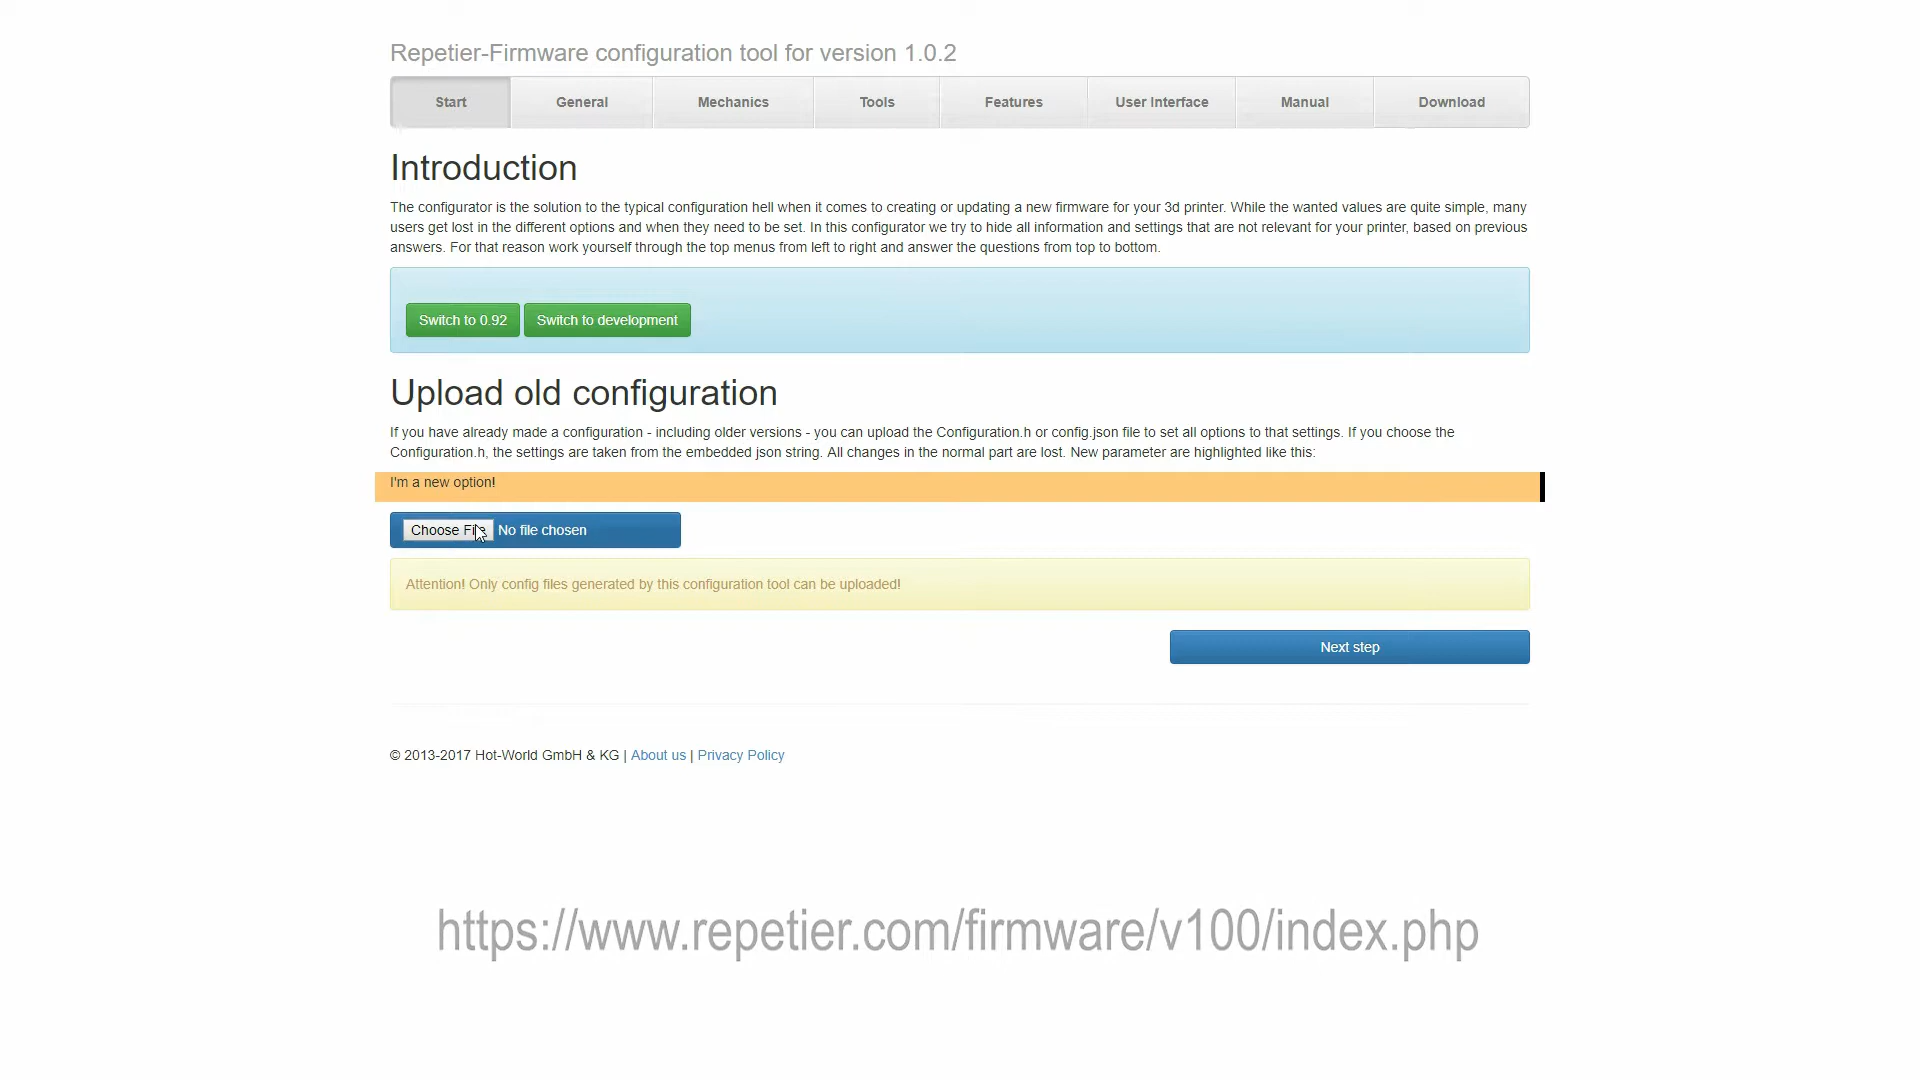 Repetier-Firmware configuration tool for version 1.0.2
Start General Mechanics Tools Features User Interface Manual Download
Introduction
The configurator is the solution to the typical configuration hell when it comes to creating or updating a new firmware for your 3d printer. While the wanted values are quite simple, many
users get lost in the different options and when they need to be set. In this configurator we try to hide all information and settings that are not relevant for your printer, based on previous
answers. For that reason work yourself through the top menus from left to right and answer the questions from top to bottom.
Switch to 0.92 Switch to development
Upload old configuration
If you have already made a configuration - including older versions - you can upload the Configuration.h or config.json file to set all options to that settings. If you choose the
Configuration.h, the settings are taken from the embedded json string. All changes in the normal part are lost. New parameter are highlighted like this:
I'm a new option!
Choose File No file chosen
Attention! Only config files generated by this configuration tool can be uploaded!
Next step
© 2013-2017 Hot-World GmbH & KG | About us | Privacy Policy
https://www.repetier.com/firmware/v100/index.php